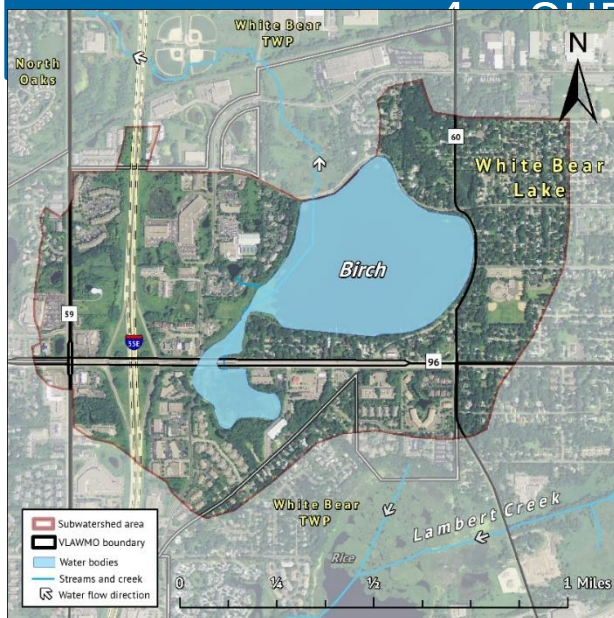 White Bear
TWP
North
Oaks
N
60
White Bear
Lake
Birch
59
35E
96
White Bear
TWP
Lambert Creek
Rice
Subwatershed area
VLAWMO boundary
Water bodies
Streams and creek
Water flow direction
0 ¼ ½ 1 Miles